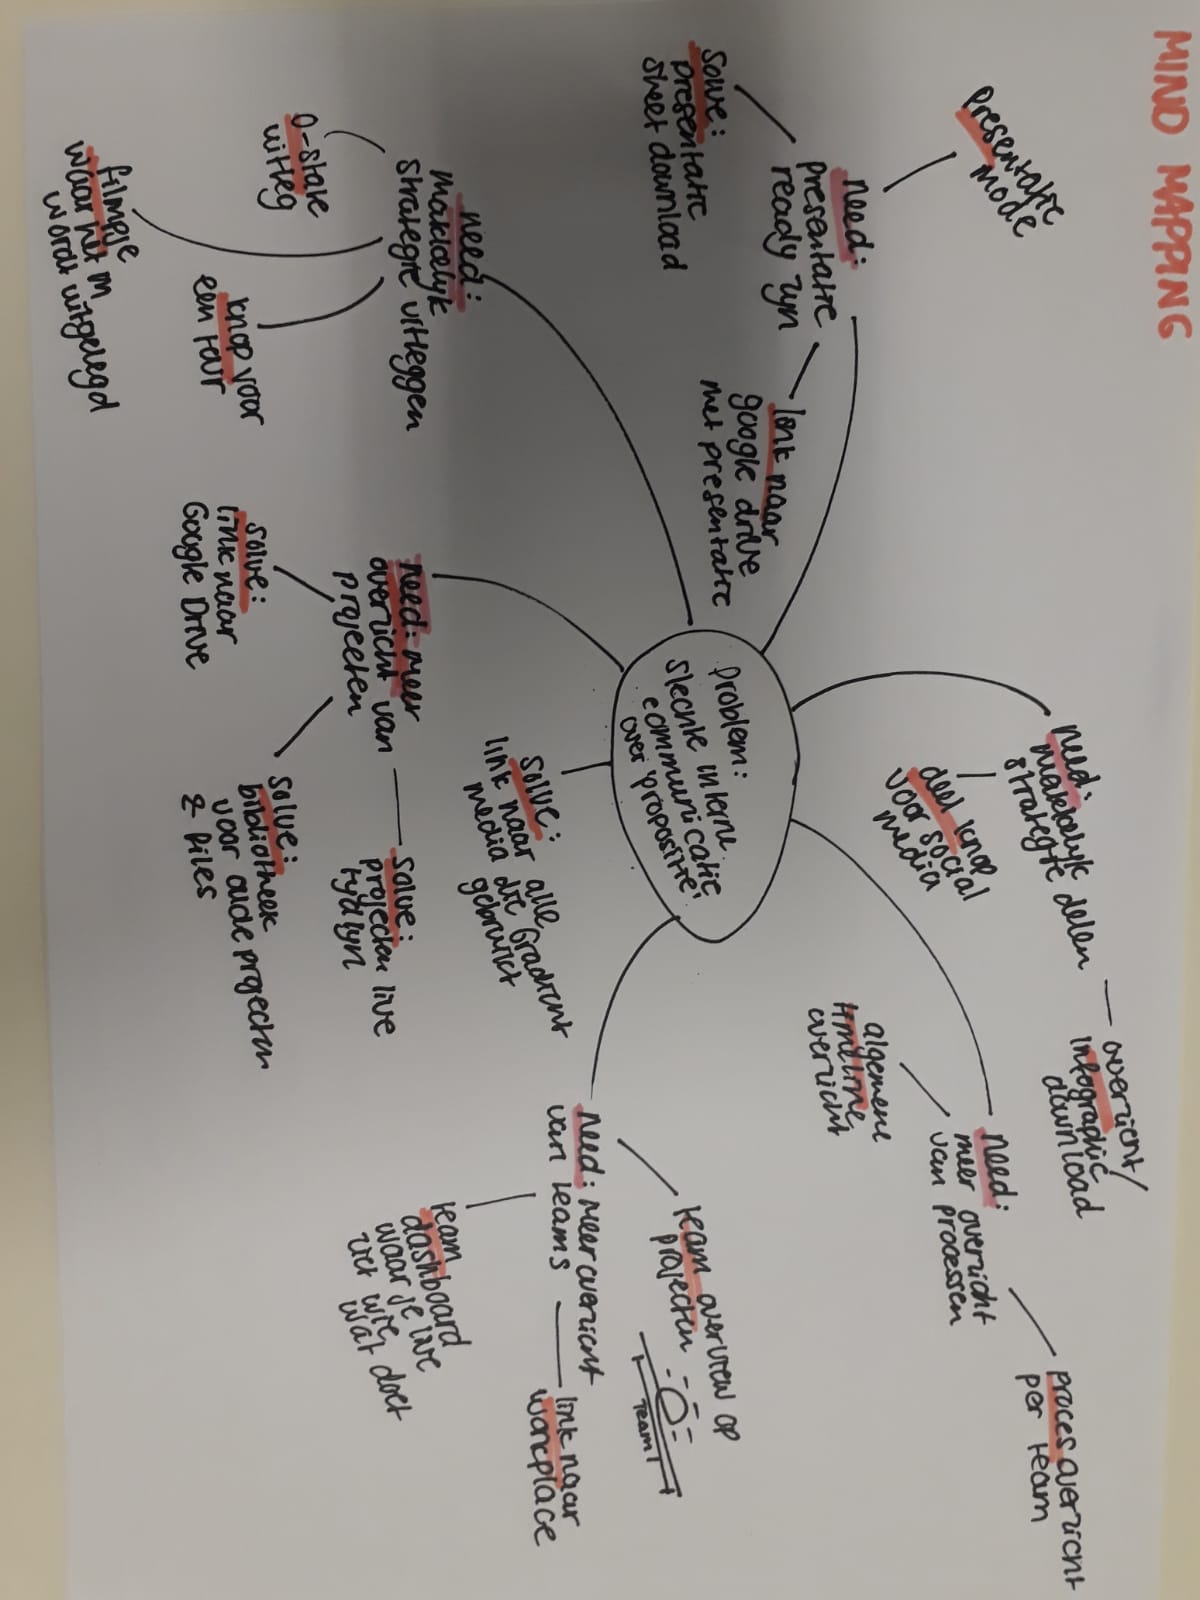 MIND MAPPING
presentatie
mode
need:
presentatie
ready zijn
solve:
presentatie
sheet download
link naar
google drive
met presentatie
need:
makkelijk
strategie uitleggen
0-state
uitleg
filmpje
waar het in
wordt uitgelegd
knop voor
een tour
problem:
slechte interne
communicatie
over propositie
need:
makkelijk
strategie delen
deel knop
voor social
media
overzicht/
infographic
download
need:
meer overzicht
van processen
algemene
timeline
overzicht
proces overzicht
per team
need: meer
overzicht van
projecten
solve:
link naar
Google Drive
solve:
bibliotheek
voor oude projecten
& files
solve:
projecten live
tijdlijn
solve:
link naar alle
media die Gradient
gebruikt
need: meer overzicht
van teams
team overview op
projecten
TEAM 1
link naar
workplace
team
dashboard
waar je live
ziet wie,
wat doet